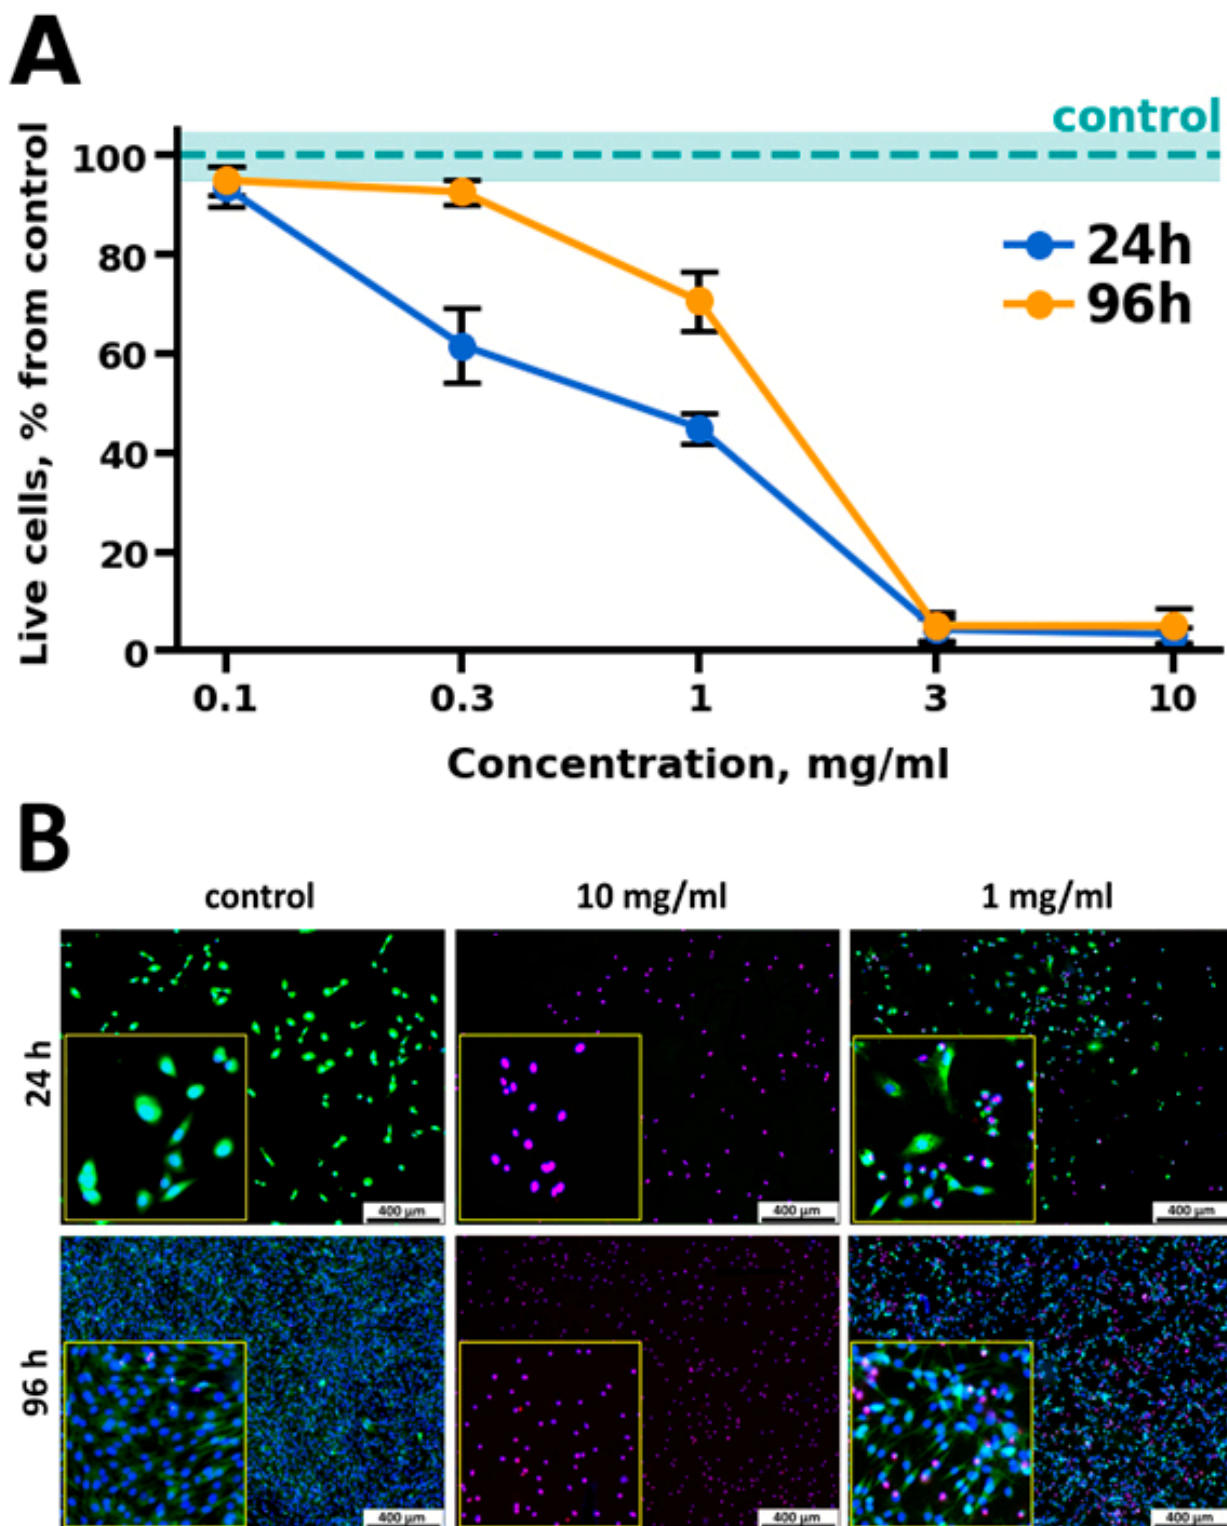 A
control
Live cells, % from control
100
80
60
40
20
0
24h
96h
0.1 0.3 1 3 10
Concentration, mg/ml
B
control 10 mg/ml 1 mg/ml
24 h
400 µm 400 µm 400 µm
96 h
400 µm 400 µm 400 µm